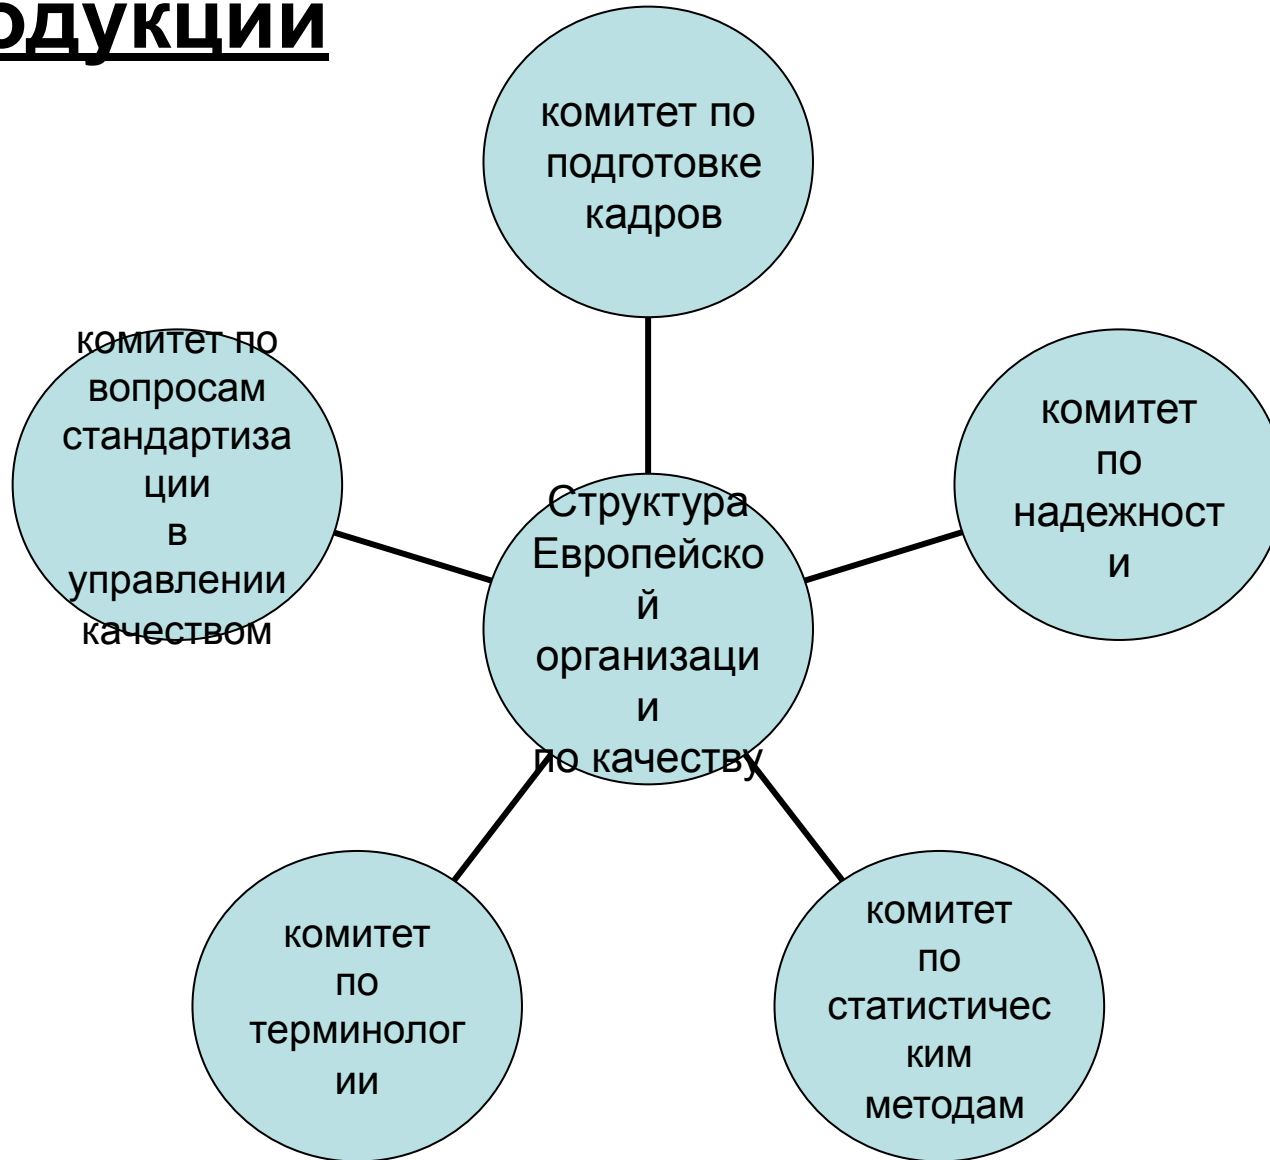 одукции
комитет по
подготовке
кадров
комитет по
вопросам
стандартиза
ции
в
управлении
качеством
комитет
по
надежност
и
Структура
Европейско
й
организаци
и
по качеству
комитет
по
терминолог
ии
комитет
по
статистичес
ким
методам